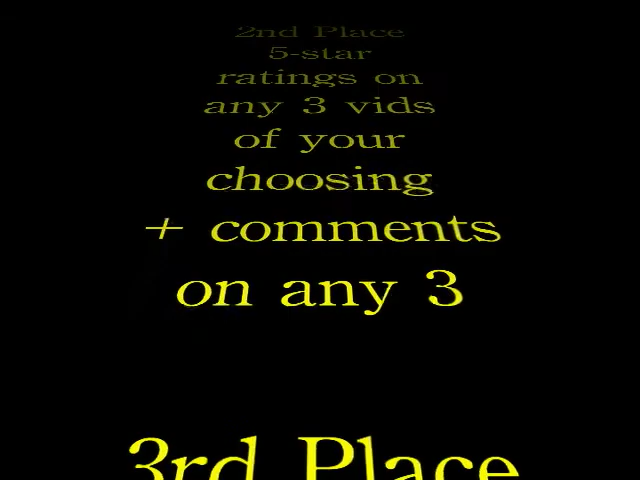 2nd Place
5-star
ratings on
any 3 vids
of your
choosing
+ comments
on any 3
3rd Place